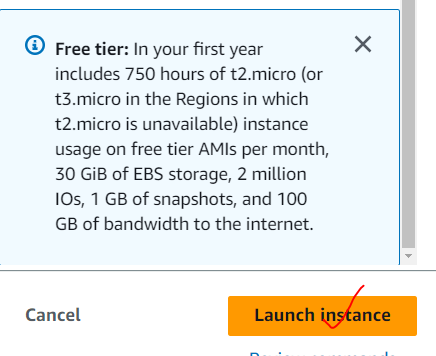 Free tier: In your first year
includes 750 hours of t2.micro (or
t3.micro in the Regions in which
t2.micro is unavailable) instance
usage on free tier AMIs per month,
30 GiB of EBS storage, 2 million
IOs, 1 GB of snapshots, and 100
GB of bandwidth to the internet.
Cancel
Launch instance